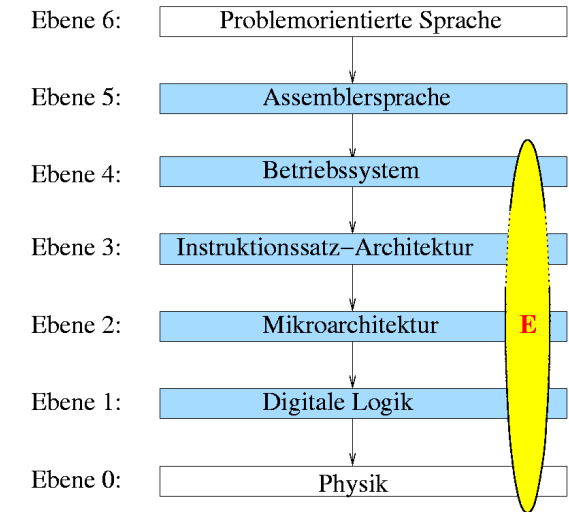 Ebene 6: Problemorientierte Sprache
Ebene 5: Assemblersprache
Ebene 4: Betriebssystem
Ebene 3: Instruktionssatz−Architektur
Ebene 2: Mikroarchitektur E
Ebene 1: Digitale Logik
Ebene 0: Physik